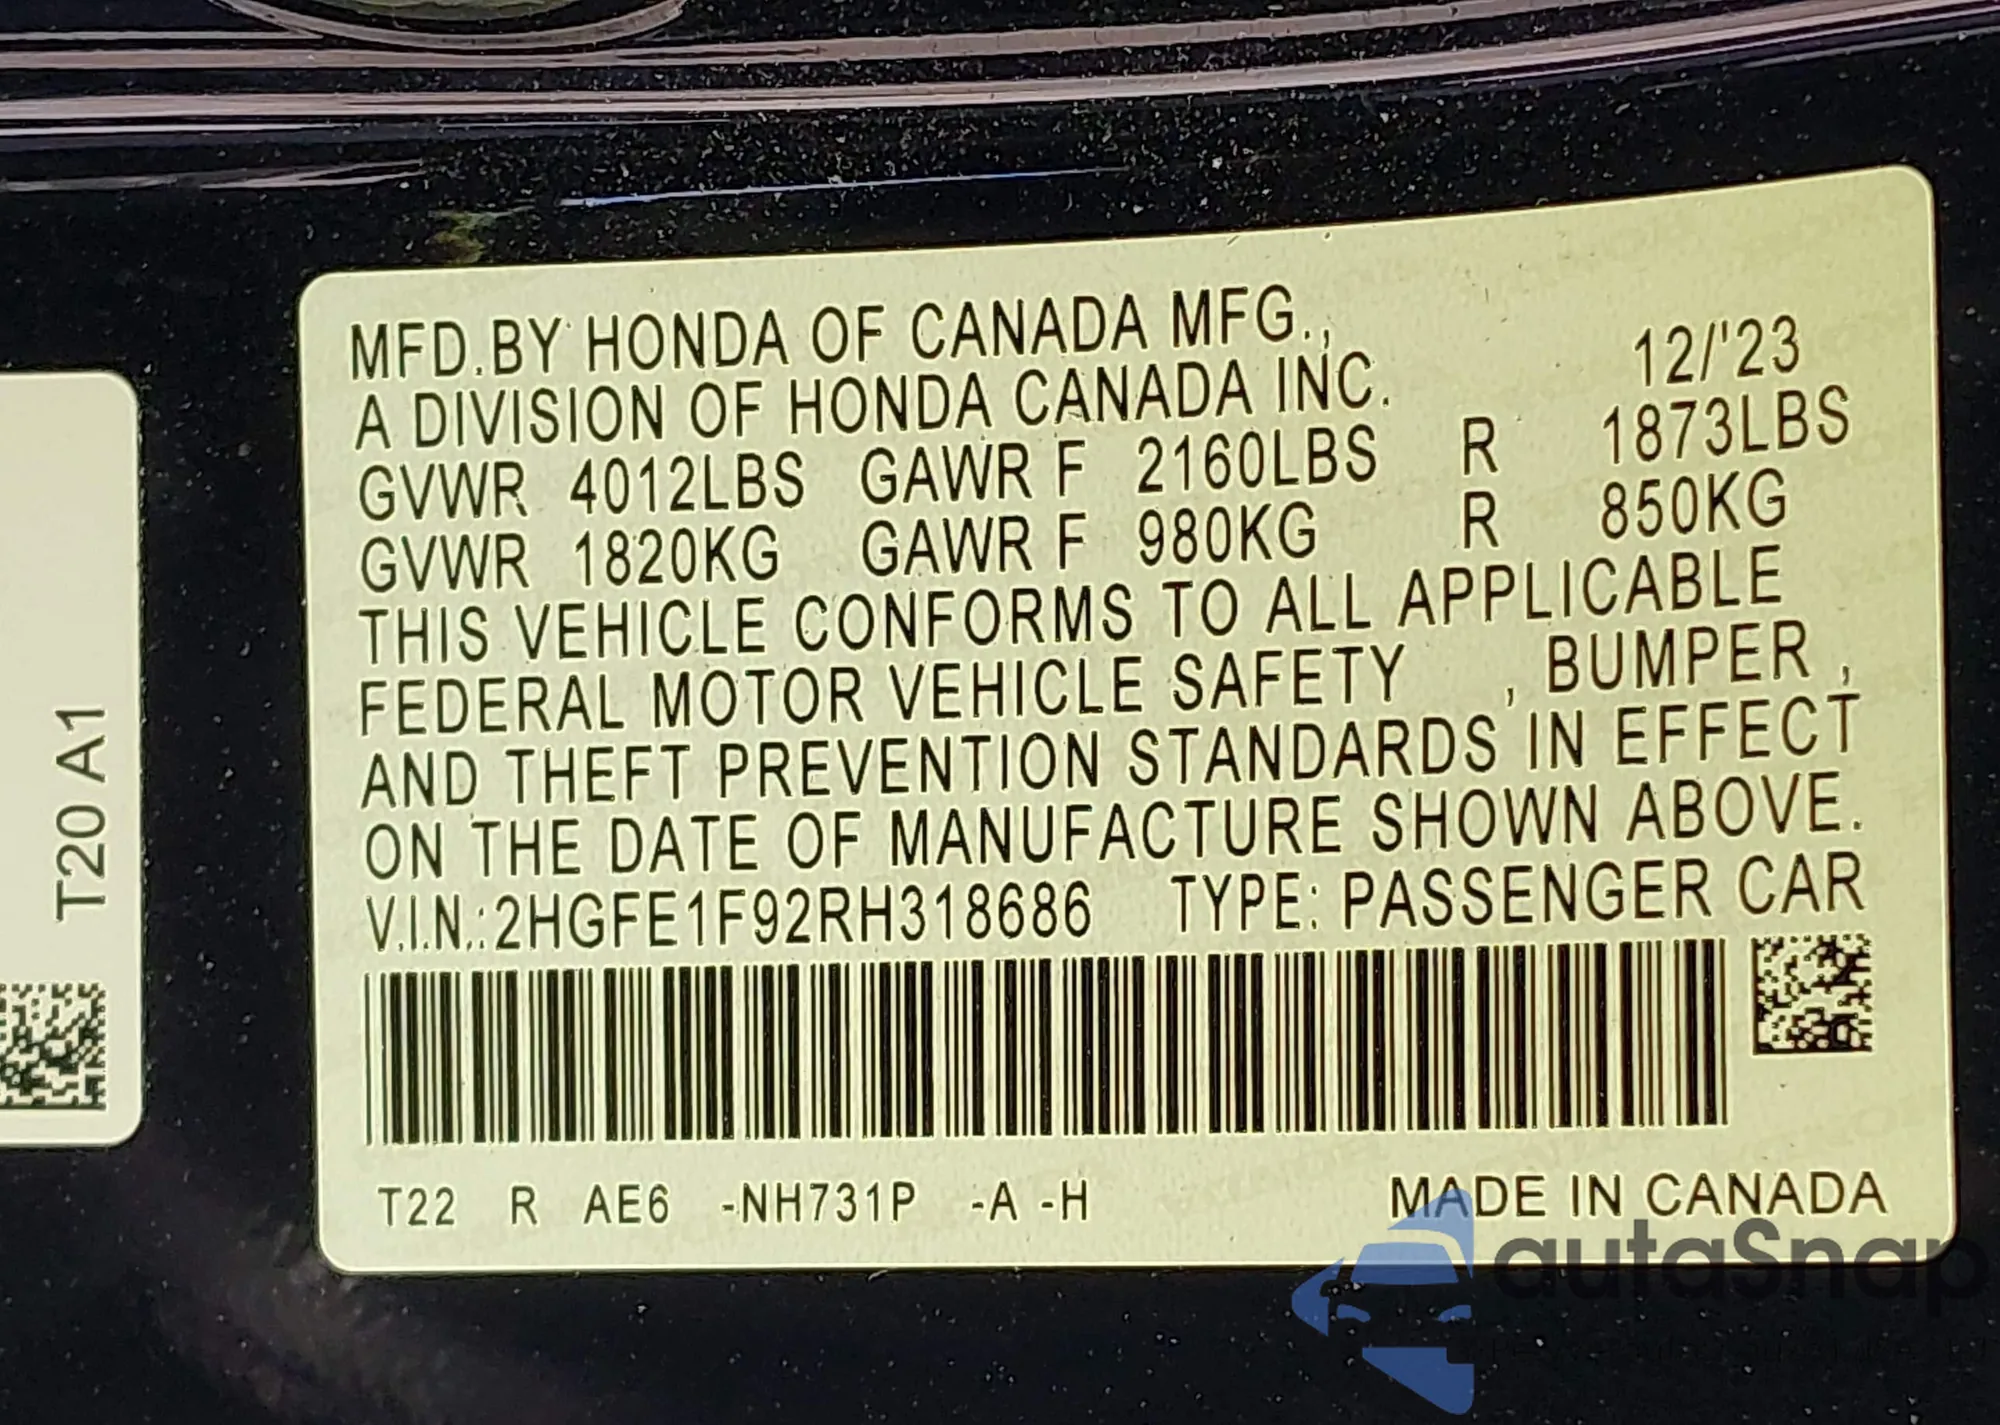 MFD.BY HONDA OF CANADA MFG.,
A DIVISION OF HONDA CANADA INC. 12/'23
GVWR 4012LBS GAWR F 2160LBS R 1873LBS
GVWR 1820KG GAWR F 980KG R 850KG
THIS VEHICLE CONFORMS TO ALL APPLICABLE
FEDERAL MOTOR VEHICLE SAFETY , BUMPER ,
AND THEFT PREVENTION STANDARDS IN EFFECT
ON THE DATE OF MANUFACTURE SHOWN ABOVE.
V.I.N.:2HGFE1F92RH318686 TYPE: PASSENGER CAR
T22 R AE6 -NH731P -A -H MADE IN CANADA
T20 A1
autaSnap